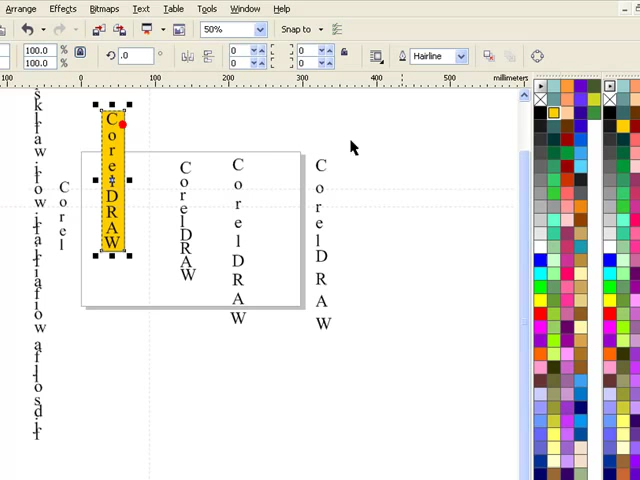 Arrange Effects Bitmaps Text Table Tools Window Help
50% Snap to
100.0 % .0 0 0 Hairline
100.0 % 0 0
100 0 100 200 300 400 500 millimeters
Corel
CorelDRAW
CorelDRAW
CorelDRAW
CorelDRAW